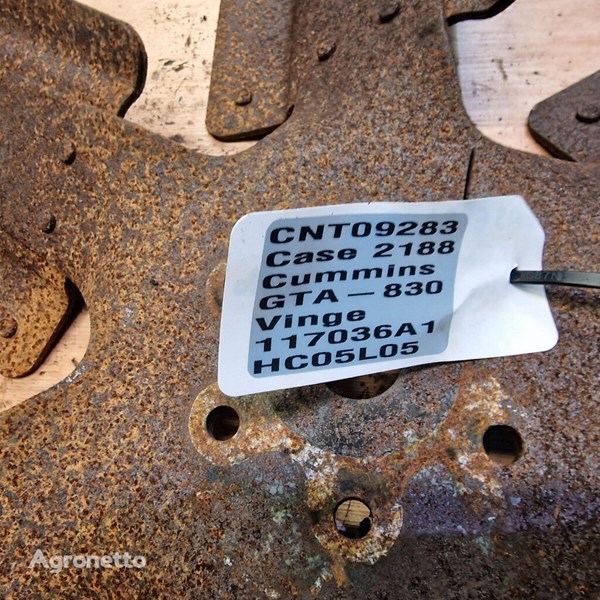 CNT09283
Case 2188
Cummins
GTA - 830
Vinge
117036A1
HC05L05
Agronetto